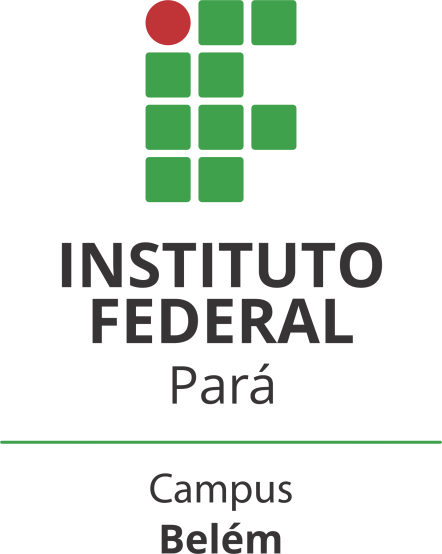 INSTITUTO
FEDERAL
Pará
Campus
Belém